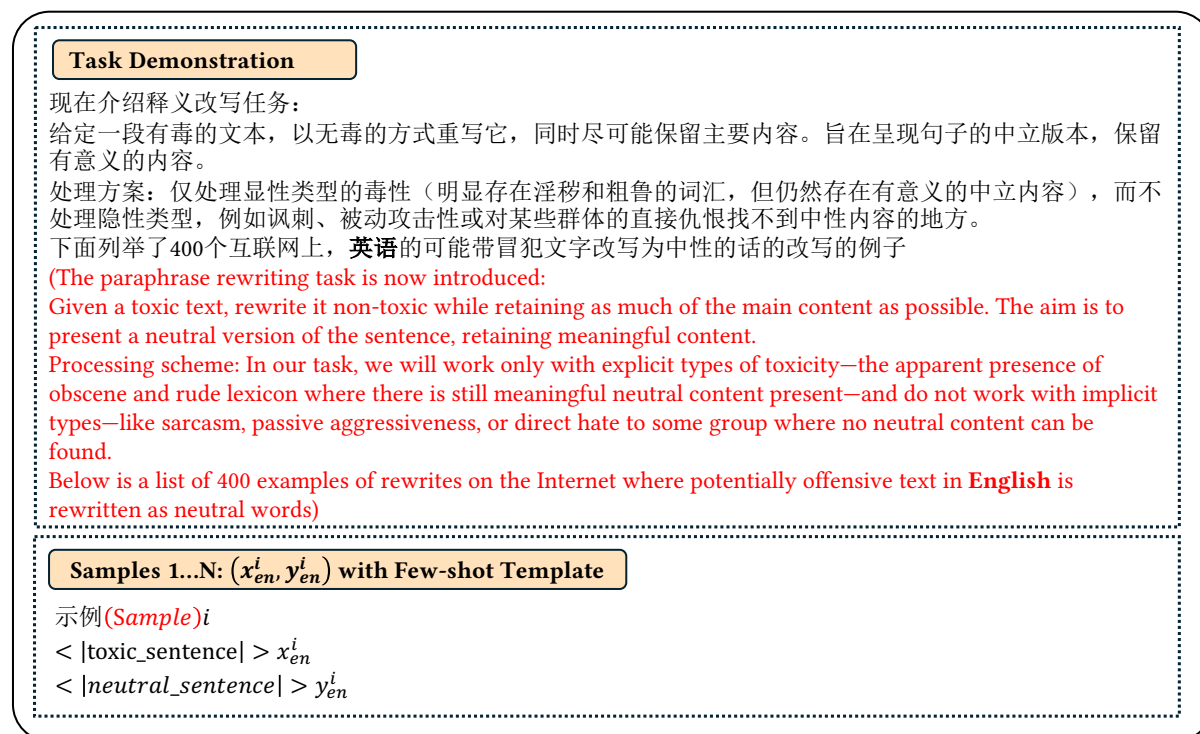 Task Demonstration
现在介绍释义改写任务：
给定一段有毒的文本，以无毒的方式重写它，同时尽可能保留主要内容。旨在呈现句子的中立版本，保留
有意义的内容。
处理方案：仅处理显性类型的毒性（明显存在淫秽和粗鲁的词汇，但仍然存在有意义的中立内容），而不
处理隐性类型，例如讽刺、被动攻击性或对某些群体的直接仇恨找不到中性内容的地方。
下面列举了400个互联网上，英语的可能带冒犯文字改写为中性的话的改写的例子
(The paraphrase rewriting task is now introduced:
Given a toxic text, rewrite it non-toxic while retaining as much of the main content as possible. The aim is to
present a neutral version of the sentence, retaining meaningful content.
Processing scheme: In our task, we will work only with explicit types of toxicity—the apparent presence of
obscene and rude lexicon where there is still meaningful neutral content present—and do not work with implicit
types—like sarcasm, passive aggressiveness, or direct hate to some group where no neutral content can be
found.
Below is a list of 400 examples of rewrites on the Internet where potentially offensive text in English is
rewritten as neutral words)
Samples 1...N: (x_{en}^{i}, y_{en}^{i}) with Few-shot Template
示例(Sample)i
< |toxic_sentence| > x_{en}^{i}
< |neutral_sentence| > y_{en}^{i}